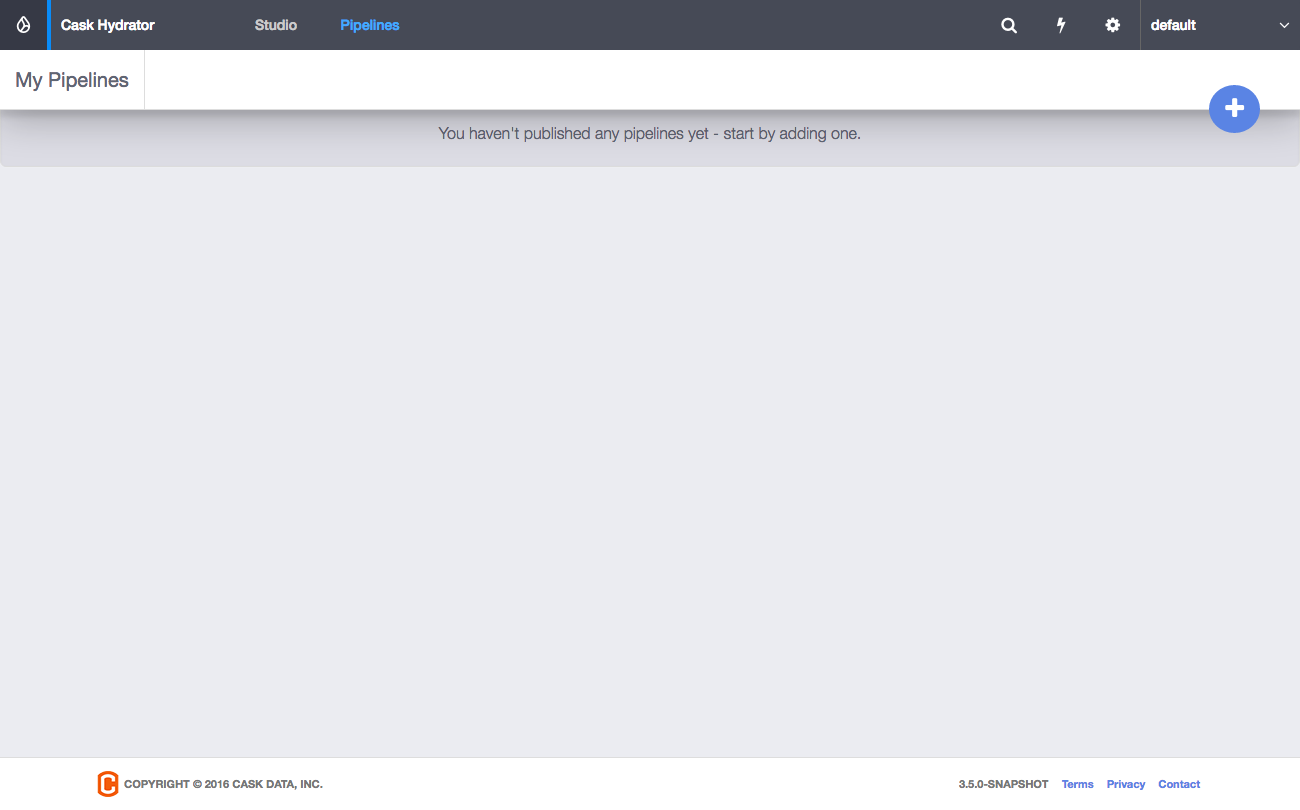 Cask Hydrator Studio Pipelines default
My Pipelines
You haven't published any pipelines yet - start by adding one.
COPYRIGHT © 2016 CASK DATA, INC. 3.5.0-SNAPSHOT Terms Privacy Contact